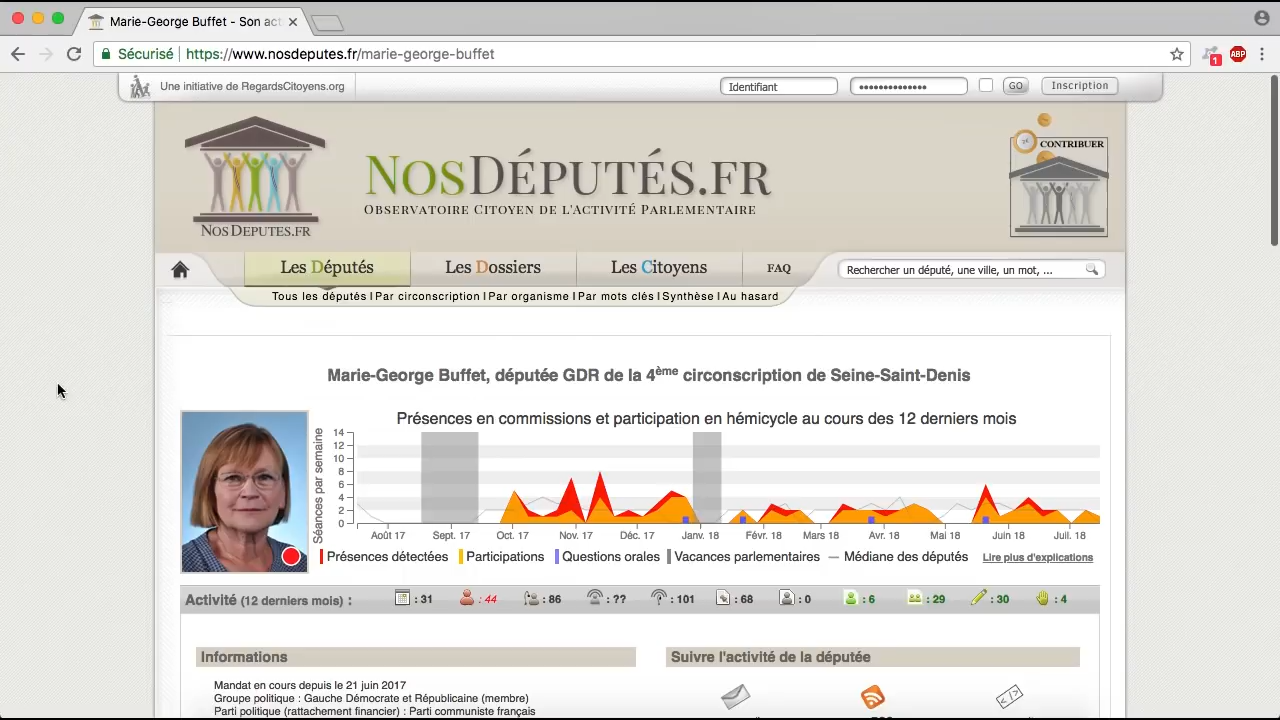 Marie-George Buffet - Son act
Sécurisé https://www.nosdeputes.fr/marie-george-buffet
1
ABP
Une initiative de RegardsCitoyens.org
Identifiant
••••••••••••••
GO
Inscription
NosDéputés.fr
Observatoire Citoyen de l'Activité Parlementaire
NosDeputes.fr
CONTRIBUER
Les Députés
Les Dossiers
Les Citoyens
FAQ
Rechercher un député, une ville, un mot, ...
Tous les députés | Par circonscription | Par organisme | Par mots clés | Synthèse | Au hasard
Marie-George Buffet, députée GDR de la 4ème circonscription de Seine-Saint-Denis
Présences en commissions et participation en hémicycle au cours des 12 derniers mois
Séances par semaine
14
12
10
8
6
4
2
0
Août 17 Sept. 17 Oct. 17 Nov. 17 Déc. 17 Janv. 18 Févr. 18 Mars 18 Avr. 18 Mai 18 Juin 18 Juil. 18
Présences détectées Participations Questions orales Vacances parlementaires Médiane des députés Lire plus d'explications
Activité (12 derniers mois) : : 31 : 44 : 86 : ?? : 101 : 68 : 0 : 6 : 29 : 30 : 4
Informations
Suivre l'activité de la députée
Mandat en cours depuis le 21 juin 2017
Groupe politique : Gauche Démocrate et Républicaine (membre)
Parti politique (rattachement financier) : Parti communiste français